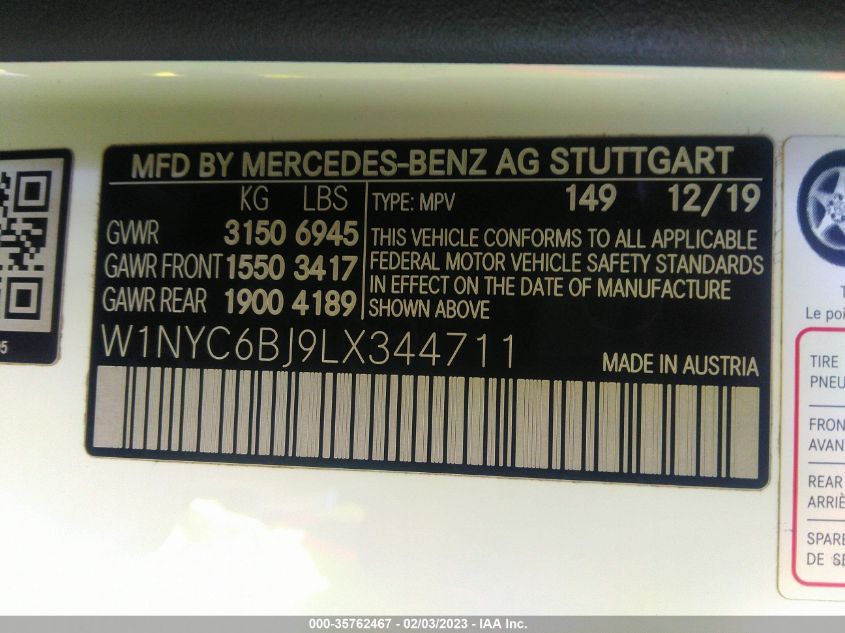 MFD BY MERCEDES-BENZ AG STUTTGART
KG LBS
GVWR 3150 6945
GAWR FRONT 1550 3417
GAWR REAR 1900 4189
TYPE: MPV 149 12/19
THIS VEHICLE CONFORMS TO ALL APPLICABLE
FEDERAL MOTOR VEHICLE SAFETY STANDARDS
IN EFFECT ON THE DATE OF MANUFACTURE
SHOWN ABOVE
W1NYC6BJ9LX344711
MADE IN AUSTRIA
Le
TIRE
PNEU
FRON
AVAN
REAR
ARRIÈ
SPARE
DE
000-35762467 - 02/03/2023 - IAA Inc.